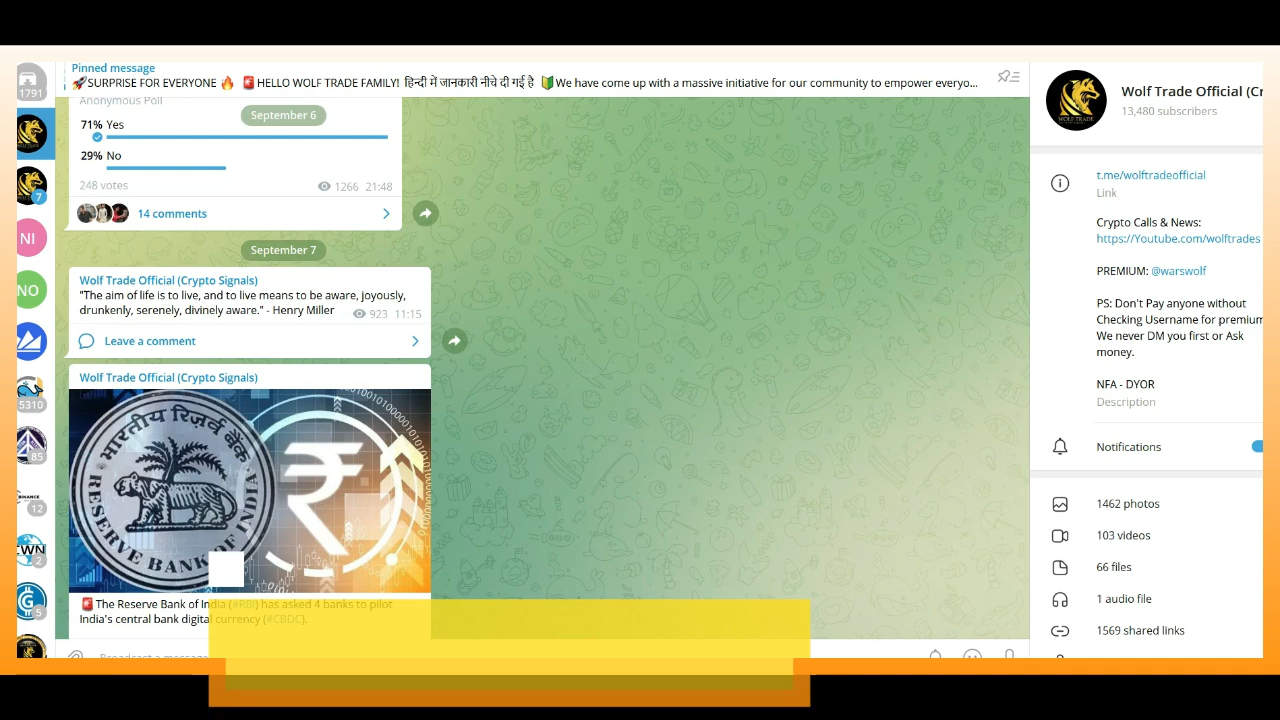 Pinned message
🚀SURPRISE FOR EVERYONE 🔥 🚨HELLO WOLF TRADE FAMILY! हिन्दी में जानकारी नीचे दी गई है 🔰We have come up with a massive initiative for our community to empower everyo...
1791
Anonymous Poll
September 6
71% Yes
29% No
248 votes
1266 21:48
14 comments
September 7
Wolf Trade Official (Crypto Signals)
"The aim of life is to live, and to live means to be aware, joyously,
drunkenly, serenely, divinely aware." - Henry Miller
923 11:15
Leave a comment
Wolf Trade Official (Crypto Signals)
भारतीय रिज़र्व बैंक
RESERVE BANK OF INDIA
₹
🚨The Reserve Bank of India (#RBI) has asked 4 banks to pilot
India's central bank digital currency (#CBDC).
Broadcast a message
7
NI
NO
5310
85
12
CWN
2
5
WOLF TRADE
Wolf Trade Official (Cr
13,480 subscribers
t.me/wolftradeofficial
Link
Crypto Calls & News:
https://Youtube.com/wolftrades
PREMIUM: @warswolf
PS: Don't Pay anyone without
Checking Username for premium
We never DM you first or Ask
money.
NFA - DYOR
Description
Notifications
1462 photos
103 videos
66 files
1 audio file
1569 shared links